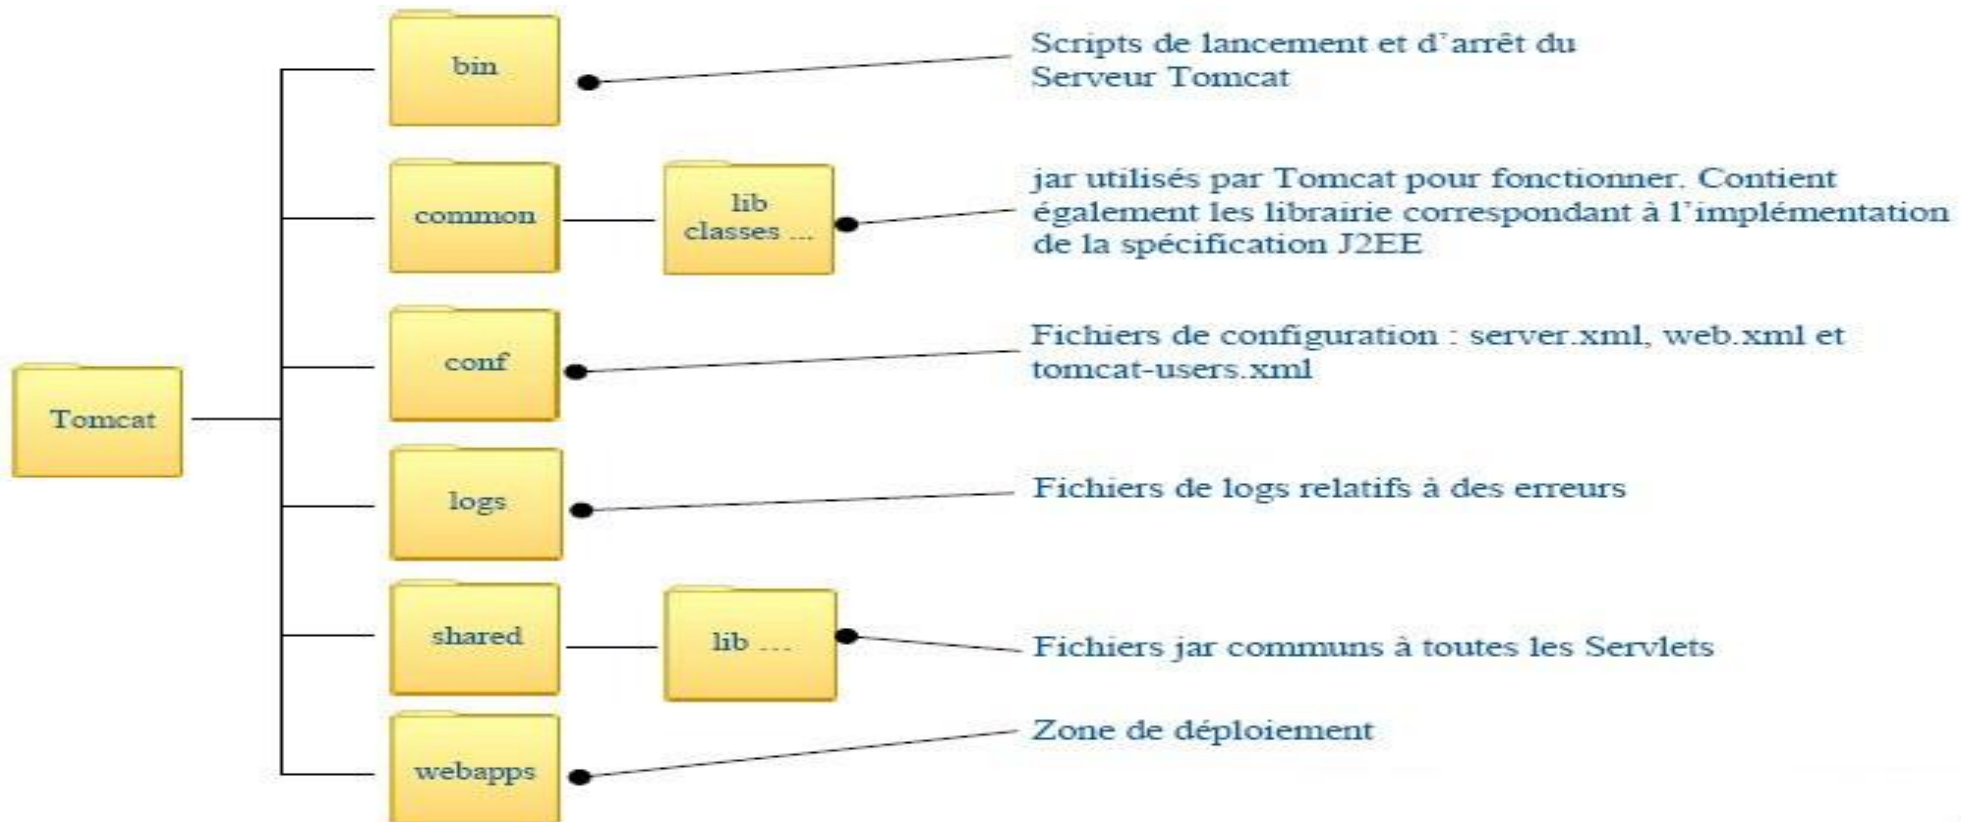 bin
Scripts de lancement et d'arrêt du
Serveur Tomcat
common
lib
classes ...
jar utilisés par Tomcat pour fonctionner. Contient
également les librairie correspondant à l'implémentation
de la spécification J2EE
Tomcat
conf
Fichiers de configuration : server.xml, web.xml et
tomcat-users.xml
logs
Fichiers de logs relatifs à des erreurs
shared
lib ...
Fichiers jar communs à toutes les Servlets
webapps
Zone de déploiement